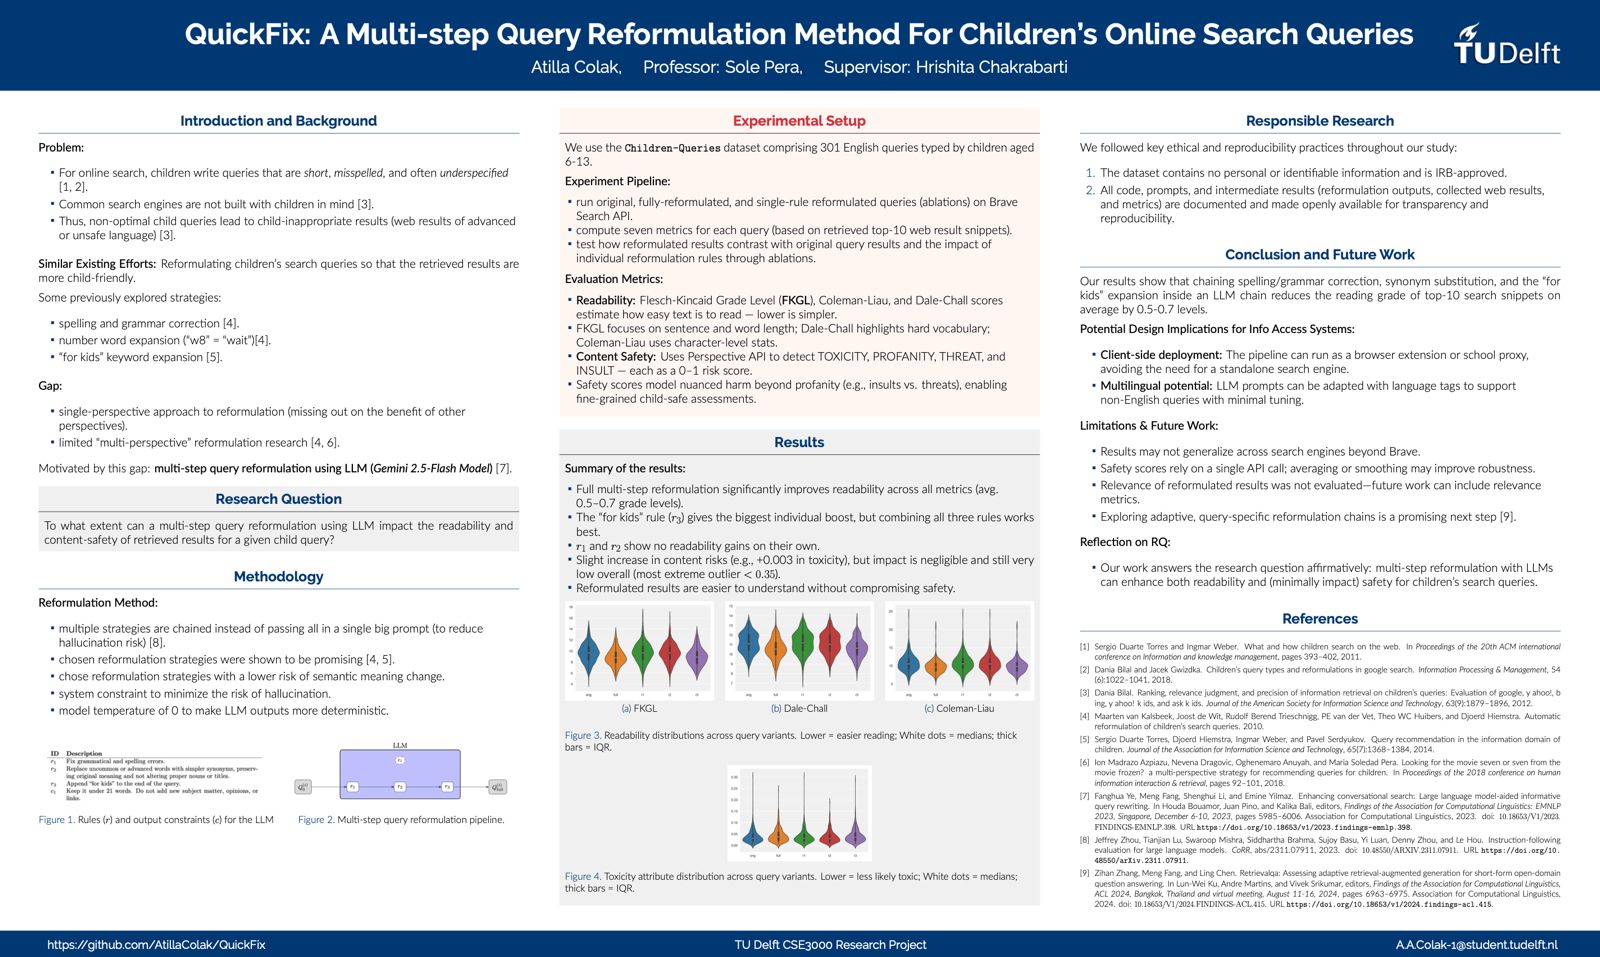 QuickFix: A Multi-step Query Reformulation Method For Children's Online Search Queries
Atilla Colak, Professor: Sole Pera, Supervisor: Hrishita Chakrabarti
TUDelft
Introduction and Background
Problem:
▪ For online search, children write queries that are short, misspelled, and often underspecified
[1, 2].
▪ Common search engines are not built with children in mind [3].
▪ Thus, non-optimal child queries lead to child-inappropriate results (web results of advanced
or unsafe language) [3].
Similar Existing Efforts: Reformulating children's search queries so that the retrieved results are
more child-friendly.
Some previously explored strategies:
▪ spelling and grammar correction [4].
▪ number word expansion ("w8" = "wait")[4].
▪ "for kids" keyword expansion [5].
Gap:
▪ single-perspective approach to reformulation (missing out on the benefit of other
perspectives).
▪ limited "multi-perspective" reformulation research [4, 6].
Motivated by this gap: multi-step query reformulation using LLM (Gemini 2.5-Flash Model) [7].
Research Question
To what extent can a multi-step query reformulation using LLM impact the readability and
content-safety of retrieved results for a given child query?
Methodology
Reformulation Method:
▪ multiple strategies are chained instead of passing all in a single big prompt (to reduce
hallucination risk) [8].
▪ chosen reformulation strategies were shown to be promising [4, 5].
▪ chose reformulation strategies with a lower risk of semantic meaning change.
▪ system constraint to minimize the risk of hallucination.
▪ model temperature of 0 to make LLM outputs more deterministic.
ID Description
r1 Fix grammatical and spelling errors.
r2 Replace uncommon or advanced words with simpler synonyms, preserv-
ing original meaning and not altering proper nouns or titles.
r3 Append "for kids" to the end of the query.
c1 Keep it under 21 words. Do not add new subject matter, opinions, or
links.
Figure 1. Rules (r) and output constraints (c) for the LLM
LLM
r1 r2 r3
Figure 2. Multi-step query reformulation pipeline.
Experimental Setup
We use the Children-Queries dataset comprising 301 English queries typed by children aged
6-13.
Experiment Pipeline:
▪ run original, fully-reformulated, and single-rule reformulated queries (ablations) on Brave
Search API.
▪ compute seven metrics for each query (based on retrieved top-10 web result snippets).
▪ test how reformulated results contrast with original query results and the impact of
individual reformulation rules through ablations.
Evaluation Metrics:
▪ Readability: Flesch-Kincaid Grade Level (FKGL), Coleman-Liau, and Dale-Chall scores
estimate how easy text is to read — lower is simpler.
▪ FKGL focuses on sentence and word length; Dale-Chall highlights hard vocabulary;
Coleman-Liau uses character-level stats.
▪ Content Safety: Uses Perspective API to detect TOXICITY, PROFANITY, THREAT, and
INSULT — each as a 0–1 risk score.
▪ Safety scores model nuanced harm beyond profanity (e.g., insults vs. threats), enabling
fine-grained child-safe assessments.
Results
Summary of the results:
▪ Full multi-step reformulation significantly improves readability across all metrics (avg.
0.5–0.7 grade levels).
▪ The "for kids" rule (r3) gives the biggest individual boost, but combining all three rules works
best.
▪ r1 and r2 show no readability gains on their own.
▪ Slight increase in content risks (e.g., +0.003 in toxicity), but impact is negligible and still very
low overall (most extreme outlier < 0.35).
▪ Reformulated results are easier to understand without compromising safety.
(a) FKGL
(b) Dale-Chall
(c) Coleman-Liau
Figure 3. Readability distributions across query variants. Lower = easier reading; White dots = medians; thick
bars = IQR.
Figure 4. Toxicity attribute distribution across query variants. Lower = less likely toxic; White dots = medians;
thick bars = IQR.
Responsible Research
We followed key ethical and reproducibility practices throughout our study:
1. The dataset contains no personal or identifiable information and is IRB-approved.
2. All code, prompts, and intermediate results (reformulation outputs, collected web results,
and metrics) are documented and made openly available for transparency and
reproducibility.
Conclusion and Future Work
Our results show that chaining spelling/grammar correction, synonym substitution, and the "for
kids" expansion inside an LLM chain reduces the reading grade of top-10 search snippets on
average by 0.5-0.7 levels.
Potential Design Implications for Info Access Systems:
▪ Client-side deployment: The pipeline can run as a browser extension or school proxy,
avoiding the need for a standalone search engine.
▪ Multilingual potential: LLM prompts can be adapted with language tags to support
non-English queries with minimal tuning.
Limitations & Future Work:
▪ Results may not generalize across search engines beyond Brave.
▪ Safety scores rely on a single API call; averaging or smoothing may improve robustness.
▪ Relevance of reformulated results was not evaluated—future work can include relevance
metrics.
▪ Exploring adaptive, query-specific reformulation chains is a promising next step [9].
Reflection on RQ:
▪ Our work answers the research question affirmatively: multi-step reformulation with LLMs
can enhance both readability and (minimally impact) safety for children's search queries.
References
[1] Sergio Duarte Torres and Ingmar Weber. What and how children search on the web. In Proceedings of the 20th ACM international
conference on Information and knowledge management, pages 393–402, 2011.
[2] Dania Bilal and Jacek Gwizdka. Children's query types and reformulations in google search. Information Processing & Management, 54
(6):1022–1041, 2018.
[3] Dania Bilal. Ranking, relevance judgment, and precision of information retrieval on children's queries: Evaluation of google, y ahoo!, b
ing, y ahoo! k ids, and ask k ids. Journal of the American Society for Information Science and Technology, 63(9):1879–1896, 2012.
[4] Maarten van Kalsbeek, Joost de Wit, Rudolf Berend Trieschnigg, PE van der Vet, Theo WC Huibers, and Djoerd Hiemstra. Automatic
reformulation of children's search queries. 2010.
[5] Sergio Duarte Torres, Djoerd Hiemstra, Ingmar Weber, and Pavel Serdyukov. Query recommendation in the information domain of
children. Journal of the Association for Information Science and Technology, 65(7):1368–1384, 2014.
[6] Ion Madrazo Azpiazu, Nevena Dragovic, Oghenemaro Anuyah, and Maria Soledad Pera. Looking for the movie seven or sven from the
movie frozen? a multi-perspective strategy for recommending queries for children. In Proceedings of the 2018 conference on human
information interaction & retrieval, pages 92–101, 2018.
[7] Fanghua Ye, Meng Fang, Shenghui Li, and Emine Yilmaz. Enhancing conversational search: Large language model-aided informative
query rewriting. In Houda Bouamor, Juan Pino, and Kalika Bali, editors, Findings of the Association for Computational Linguistics: EMNLP
2023, Singapore, December 6-10, 2023, pages 5985–6006. Association for Computational Linguistics, 2023. doi: 10.18653/V1/2023.
FINDINGS-EMNLP.398. URL https://doi.org/10.18653/v1/2023.findings-emnlp.398.
[8] Jeffrey Zhou, Tianjian Lu, Swaroop Mishra, Siddhartha Brahma, Sujoy Basu, Yi Luan, Denny Zhou, and Le Hou. Instruction-following
evaluation for large language models. CoRR, abs/2311.07911, 2023. doi: 10.48550/ARXIV.2311.07911. URL https://doi.org/10.
48550/arXiv.2311.07911.
[9] Zihan Zhang, Meng Fang, and Ling Chen. Retrievalqa: Assessing adaptive retrieval-augmented generation for short-form open-domain
question answering. In Lun-Wei Ku, Andre Martins, and Vivek Srikumar, editors, Findings of the Association for Computational Linguistics,
ACL 2024, Bangkok, Thailand and virtual meeting, August 11-16, 2024, pages 6963–6975. Association for Computational Linguistics,
2024. doi: 10.18653/V1/2024.FINDINGS-ACL.415. URL https://doi.org/10.18653/v1/2024.findings-acl.415.
https://github.com/AtillaColak/QuickFix
TU Delft CSE3000 Research Project
A.A.Colak-1@student.tudelft.nl